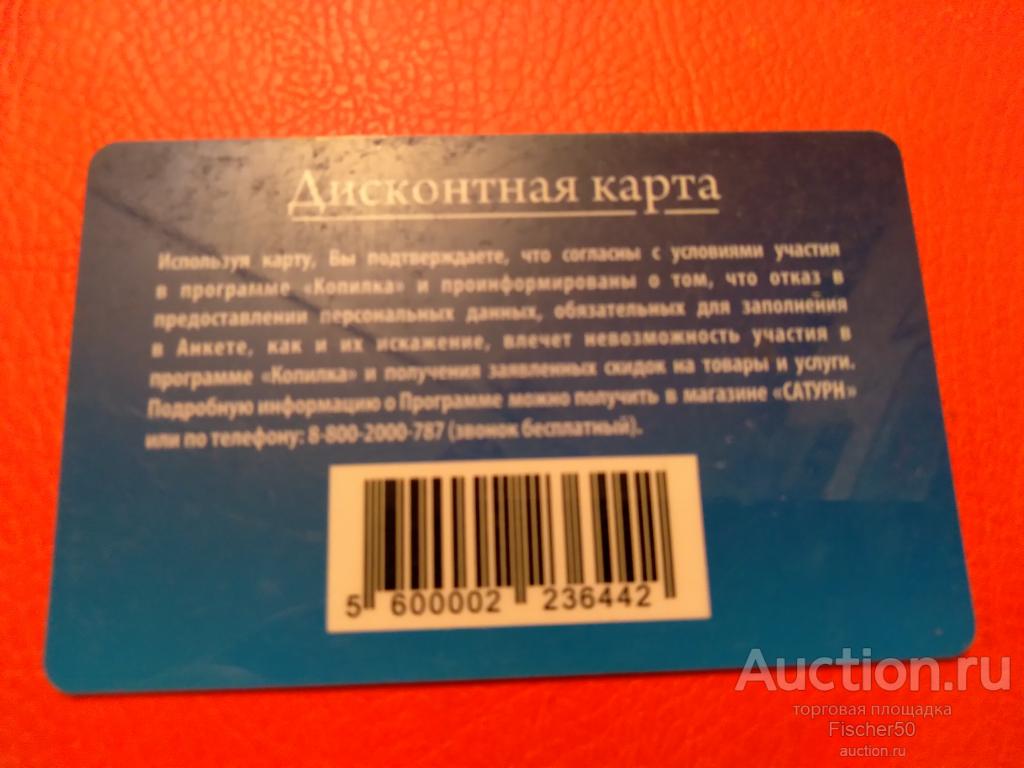 Дисконтная карта
Используя карту, Вы подтверждаете, что согласны с условиями участия
в программе «Копилка» и проинформированы о том, что отказ в
предоставлении персональных данных, обязательных для заполнения
в Анкете, как и их искажение, влечет невозможность участия в
программе «Копилка» и получения заявленных скидок на товары и услуги.
Подробную информацию о Программе можно получить в магазине «САТУРН»
или по телефону: 8-800-2000-787 (звонок бесплатный).
5 600002 236442
Auction.ru
торговая площадка
Fischer50
auction.ru